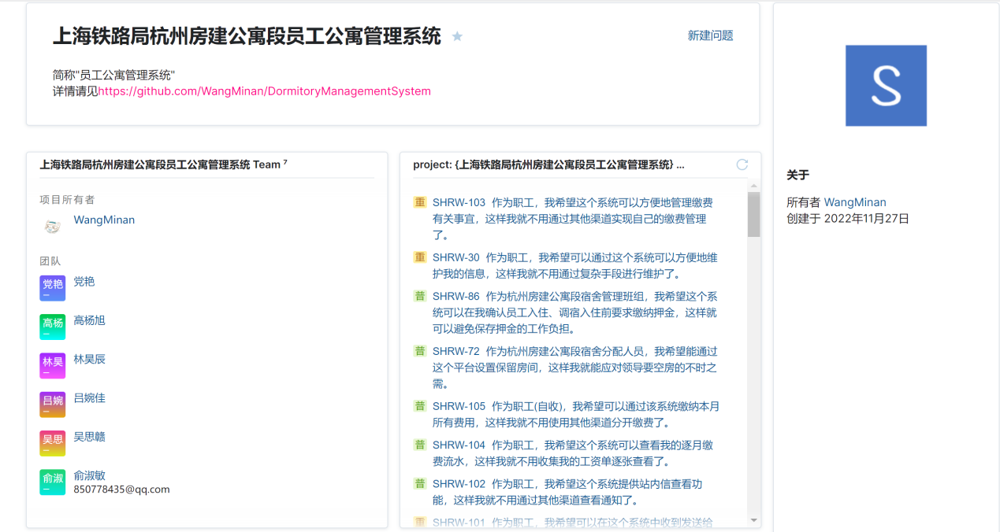 上海铁路局杭州房建公寓段员工公寓管理系统
新建问题
简称"员工公寓管理系统"
详情请见https://github.com/WangMinan/DormitoryManagementSystem
上海铁路局杭州房建公寓段员工公寓管理系统 Team 7
项目所有者
WangMinan
团队
党艳
党艳
高杨
高杨旭
林昊
林昊辰
吕婉
吕婉佳
吴思
吴思赣
俞淑
俞淑敏
850778435@qq.com
project: {上海铁路局杭州房建公寓段员工公寓管理系统} ...
重 SHRW-103 作为职工，我希望这个系统可以方便地管理缴费
有关事宜，这样我就不用通过其他渠道实现自己的缴费管理
了。
重 SHRW-30 作为职工，我希望可以通过这个系统可以方便地维
护我的信息，这样我就不用通过复杂手段进行维护了。
普 SHRW-86 作为杭州房建公寓段宿舍管理班组，我希望这个系
统可以在我确认员工入住、调宿入住前要求缴纳押金，这样就
可以避免保存押金的工作负担。
普 SHRW-72 作为杭州房建公寓段宿舍分配人员，我希望能通过
这个平台设置保留房间，这样我就能应对领导要空房的不时之
需。
普 SHRW-105 作为职工(自收)，我希望可以通过该系统缴纳本月
所有费用，这样我就不用使用其他渠道分开缴费了。
普 SHRW-104 作为职工，我希望这个系统可以查看我的逐月缴
费流水，这样我就不用收集我的工资单逐张查看了。
普 SHRW-102 作为职工，我希望这个系统提供站内信查看功
能，这样我就不用通过其他渠道查看通知了。
重 SHRW-101 作为职工，我希望可以在这个系统中收到发送给
S
关于
所有者 WangMinan
创建于 2022年11月27日